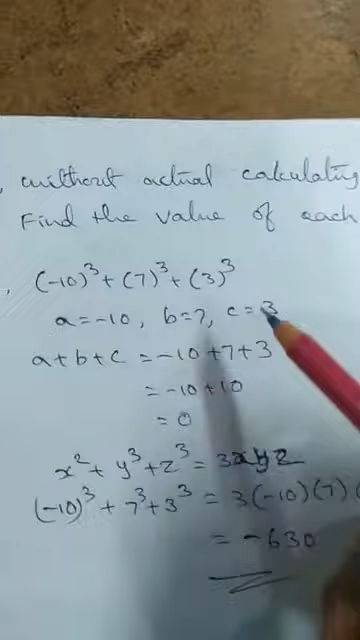 without actual calculating
Find the value of each
(-10)³ + (7)³ + (3)³
a = -10, b = 7, c = 3
a + b + c = -10 + 7 + 3
= -10 + 10
= 0
x² + y³ + z³ = 3xyz
(-10)³ + 7³ + 3³ = 3(-10)(7)(
= -630